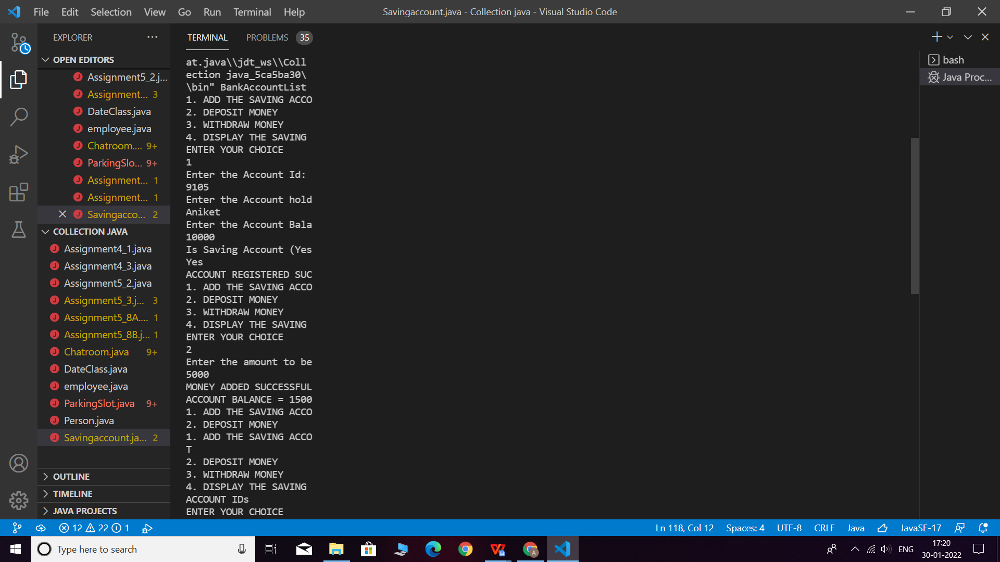 File Edit Selection View Go Run Terminal Help
Savingaccount.java - Collection java - Visual Studio Code
EXPLORER
OPEN EDITORS
Assignment5_2.j...
Assignment... 3
DateClass.java
employee.java
Chatroom.... 9+
ParkingSlo... 9+
Assignment... 1
Assignment... 1
Savingacco... 2
COLLECTION JAVA
Assignment4_1.java
Assignment4_3.java
Assignment5_2.java
Assignment5_3.j... 3
Assignment5_8A.... 1
Assignment5_8B.j... 1
Chatroom.java 9+
DateClass.java
employee.java
ParkingSlot.java 9+
Person.java
Savingaccount.ja... 2
OUTLINE
TIMELINE
JAVA PROJECTS
TERMINAL PROBLEMS 35
at.java\\jdt_ws\\Coll
ection java_5ca5ba30\
\bin" BankAccountList
1. ADD THE SAVING ACCO
2. DEPOSIT MONEY
3. WITHDRAW MONEY
4. DISPLAY THE SAVING
ENTER YOUR CHOICE
1
Enter the Account Id:
9105
Enter the Account hold
Aniket
Enter the Account Bala
10000
Is Saving Account (Yes
Yes
ACCOUNT REGISTERED SUC
1. ADD THE SAVING ACCO
2. DEPOSIT MONEY
3. WITHDRAW MONEY
4. DISPLAY THE SAVING
ENTER YOUR CHOICE
2
Enter the amount to be
5000
MONEY ADDED SUCCESSFUL
ACCOUNT BALANCE = 1500
1. ADD THE SAVING ACCO
2. DEPOSIT MONEY
1. ADD THE SAVING ACCO
T
2. DEPOSIT MONEY
3. WITHDRAW MONEY
4. DISPLAY THE SAVING
ACCOUNT IDs
ENTER YOUR CHOICE
bash
Java Proc...
12 22 1
Ln 118, Col 12 Spaces: 4 UTF-8 CRLF Java JavaSE-17
Type here to search
ENG
17:20
30-01-2022